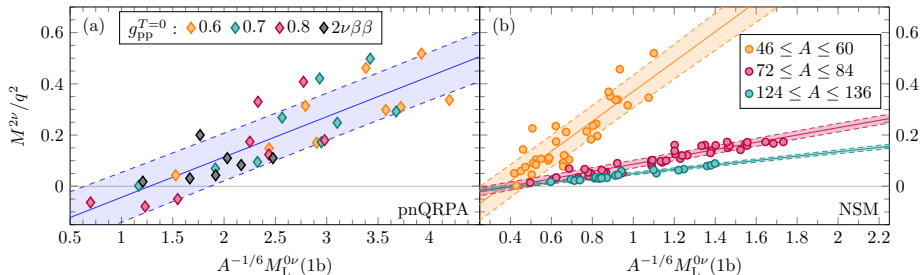 (a) g_pp^{T=0} : 0.6 0.7 0.8 2νββ
(b)
46 ≤ A ≤ 60
72 ≤ A ≤ 84
124 ≤ A ≤ 136
M^{2ν}/q^2
0.6
0.4
0.2
0
0.6
0.4
0.2
0
pnQRPA
NSM
0.5 1 1.5 2 2.5 3 3.5 4
0.4 0.6 0.8 1 1.2 1.4 1.6 1.8 2 2.2
A^{-1/6}M_L^{0ν}(1b)
A^{-1/6}M_L^{0ν}(1b)